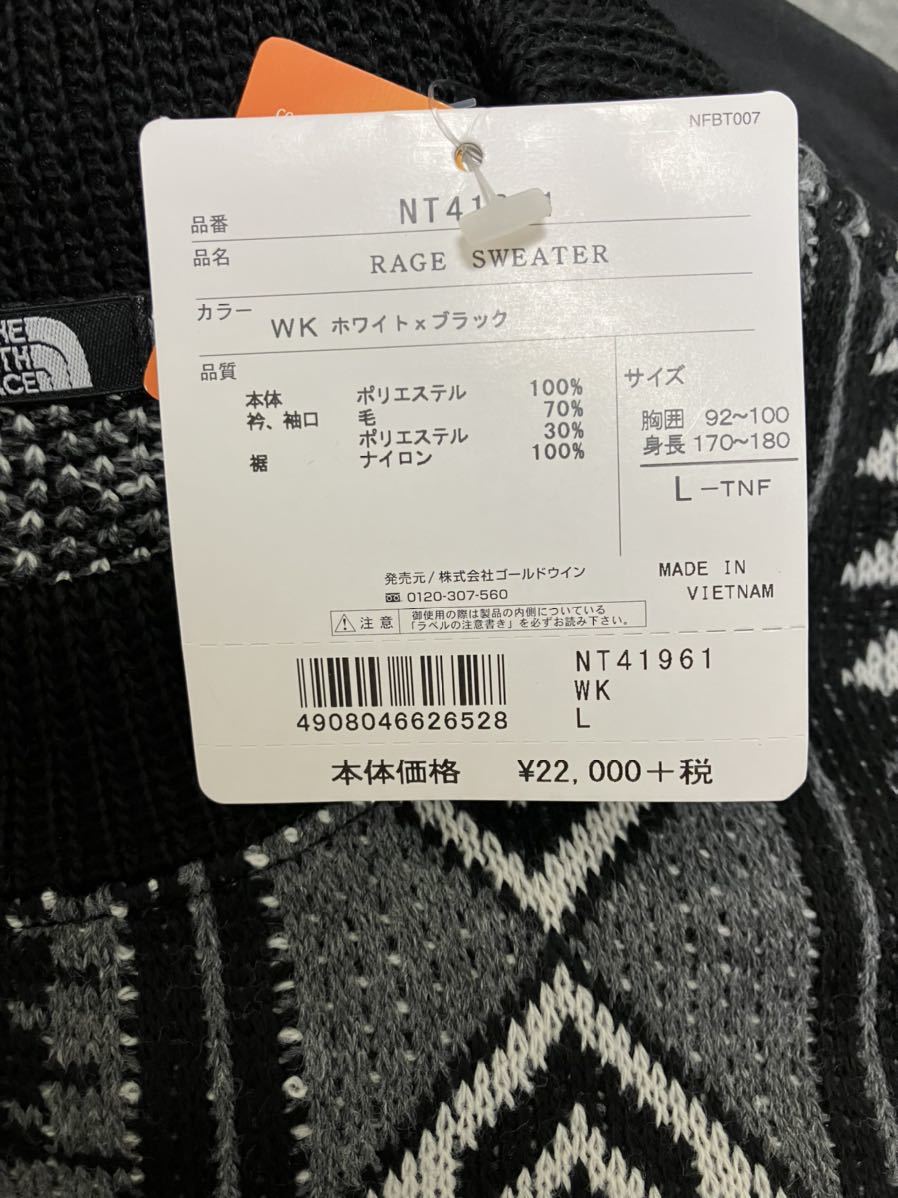 NFBT007
品番 NT41
品名 RAGE SWEATER
カラー WK ホワイトxブラック
品質
本体 ポリエステル 100%
衿、袖口 毛 70%
ポリエステル 30%
裾 ナイロン 100%
サイズ
胸囲 92~100
身長 170~180
L-TNF
発売元/株式会社ゴールドウイン
0120-307-560
注意 御使用の際は製品の内側についている
「ラベルの注意書き」を必ずお読み下さい。
MADE IN
VIETNAM
4908046626528
NT41961
WK
L
本体価格 ¥22,000+税